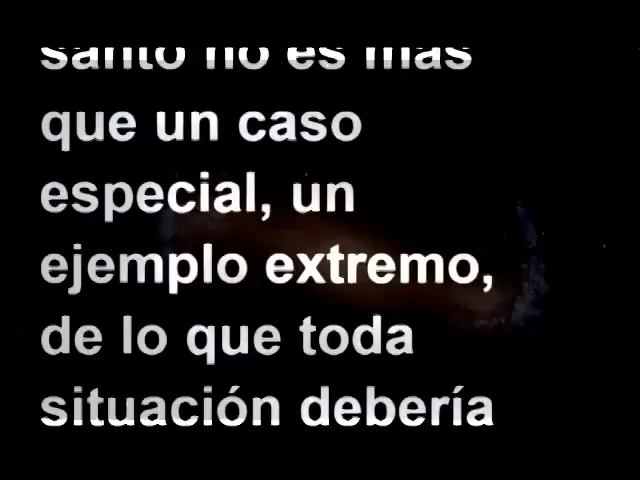 santo no es más
que un caso
especial, un
ejemplo extremo,
de lo que toda
situación debería